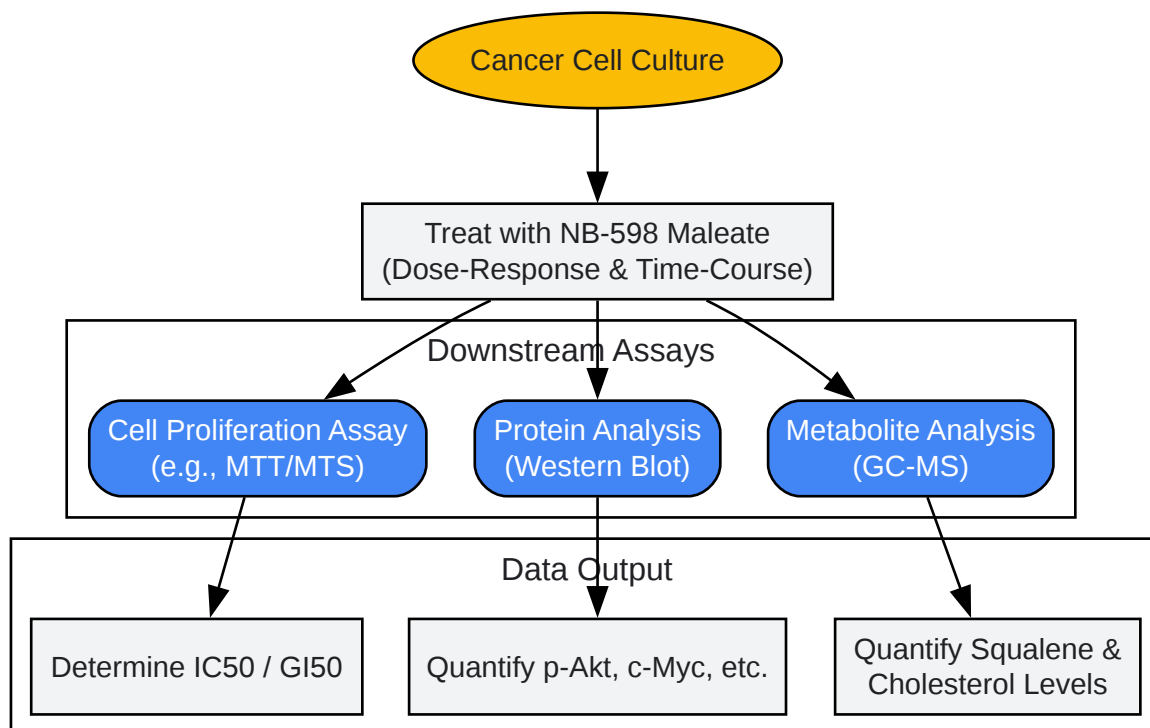 Cancer Cell Culture
Treat with NB-598 Maleate
(Dose-Response & Time-Course)
Downstream Assays
Cell Proliferation Assay
(e.g., MTT/MTS)
Protein Analysis
(Western Blot)
Metabolite Analysis
(GC-MS)
Data Output
Determine IC50 / GI50
Quantify p-Akt, c-Myc, etc.
Quantify Squalene &
Cholesterol Levels